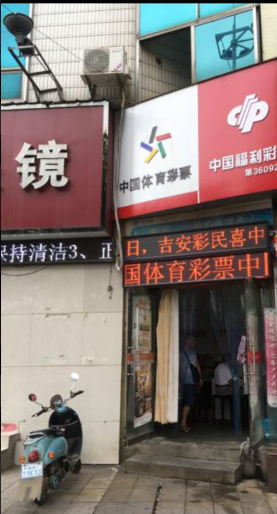 镜
中国体育彩票
中国福利彩
第36092
保持清洁3、正
日，吉安彩民喜中
国体育彩票中